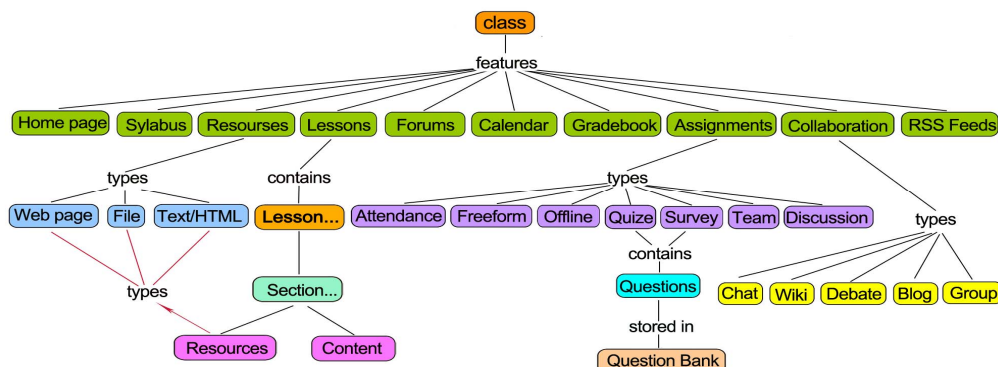 class
features
Home page
Sylabus
Resourses
Lessons
Forums
Calendar
Gradebook
Assignments
Collaboration
RSS Feeds
types
contains
types
Web page
File
Text/HTML
Lesson...
Attendance
Freeform
Offline
Quize
Survey
Team
Discussion
types
contains
types
Section...
Questions
Chat
Wiki
Debate
Blog
Group
stored in
Resources
Content
Question Bank